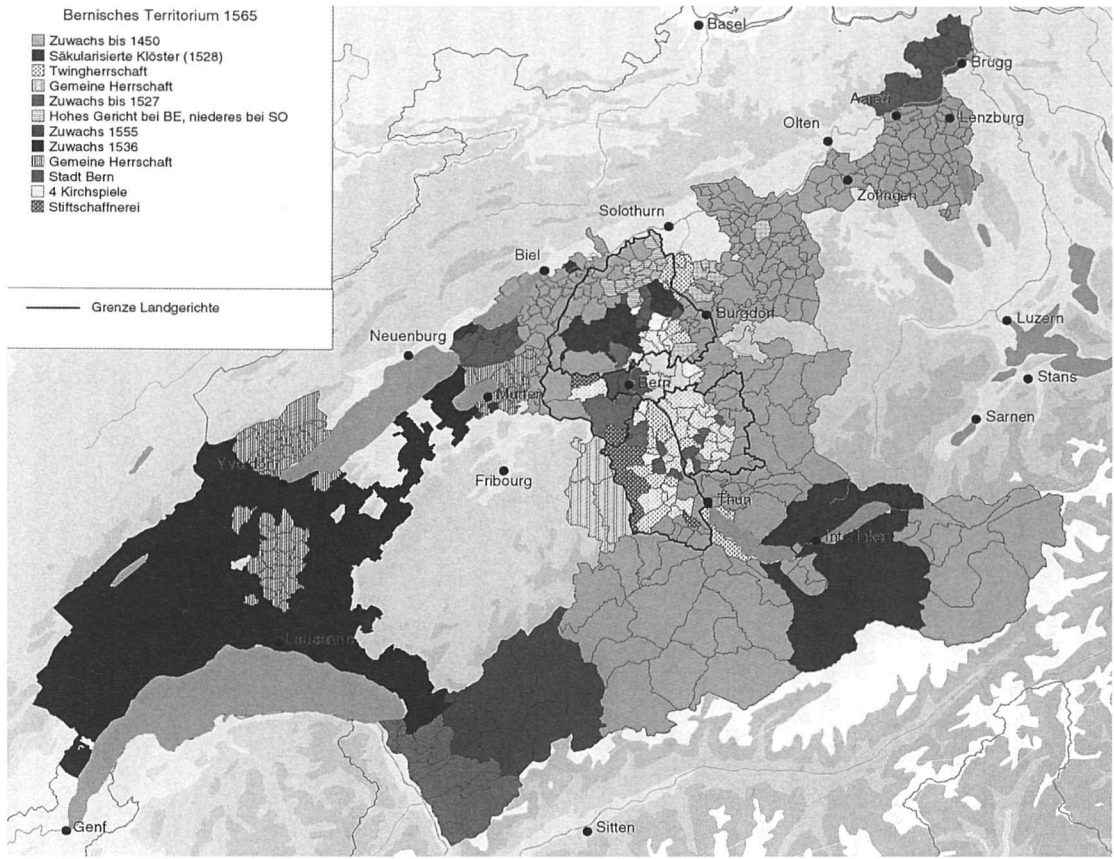 Bernisches Territorium 1565
Zuwachs bis 1450
Säkularisierte Klöster (1528)
Twingherrschaft
Gemeine Herrschaft
Zuwachs bis 1527
Hohes Gericht bei BE, niederes bei SO
Zuwachs 1555
Zuwachs 1536
Gemeine Herrschaft
Stadt Bern
4 Kirchspiele
Stiftschaffnerei
Grenze Landgerichte
Basel
Brugg
Aarau
Lenzburg
Olten
Zofingen
Solothurn
Biel
Burgdorf
Luzern
Neuenburg
Stans
Bern
Murten
Sarnen
Fribourg
Thun
Interlaken
Lausanne
Genf
Sitten